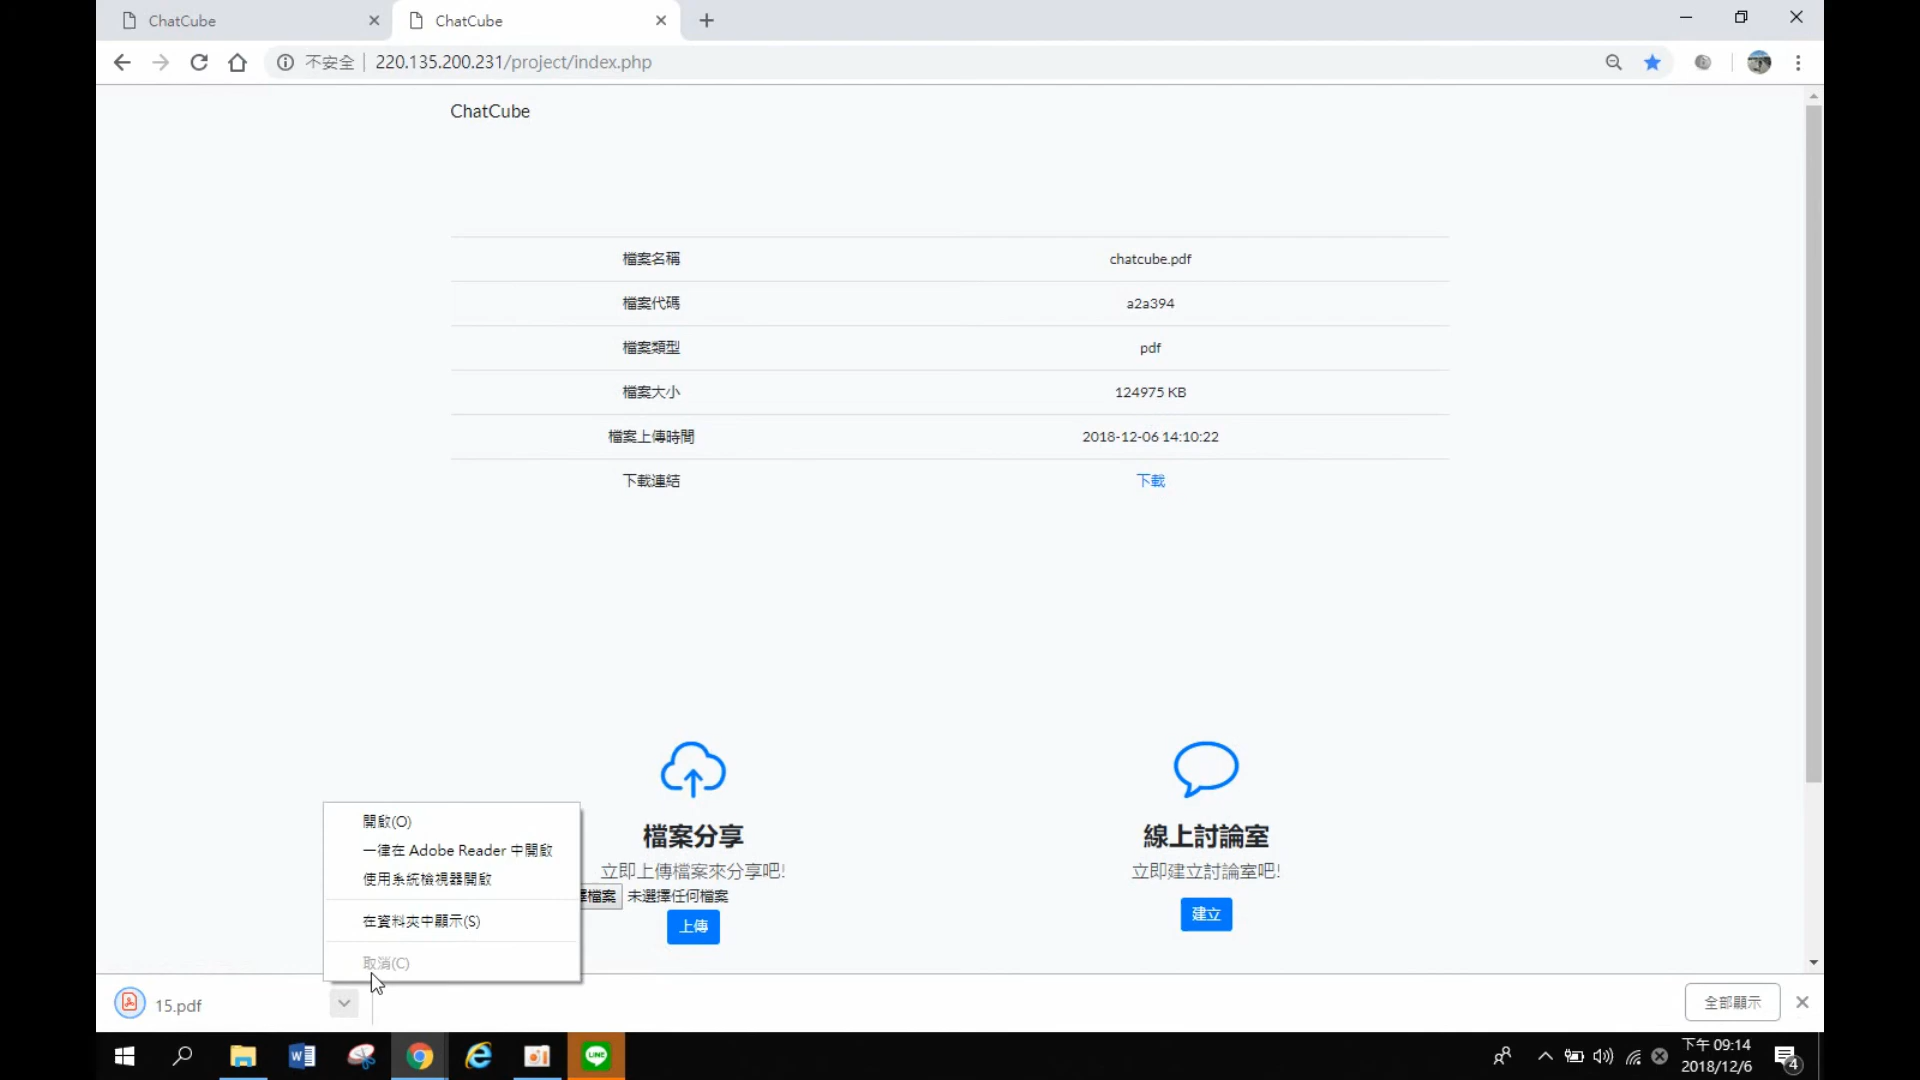 ChatCube
ChatCube
不安全
220.135.200.231/project/index.php
ChatCube
檔案名稱 chatcube.pdf
檔案代碼 a2a394
檔案類型 pdf
檔案大小 124975 KB
檔案上傳時間 2018-12-06 14:10:22
下載連結 下載
檔案分享
立即上傳檔案來分享吧!
檔案 未選擇任何檔案
上傳
線上討論室
立即建立討論室吧!
建立
開啟(O)
一律在 Adobe Reader 中開啟
使用系統檢視器開啟
在資料夾中顯示(S)
取消(C)
15.pdf
全部顯示
LINE
下午 09:14
2018/12/6
4